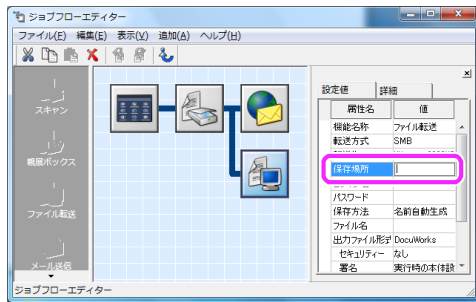 ジョブフローエディター
ファイル(F) 編集(E) 表示(V) 追加(A) ヘルプ(H)
スキャン
親展ボックス
ファイル転送
メール送信
設定値 詳細
属性名 値
機能名称 ファイル転送
転送方式 SMB
保存場所
パスワード
保存方法 名前自動生成
ファイル名
出力ファイル形式 DocuWorks
セキュリティー なし
署名 実行時の本体設
ジョブフローエディター